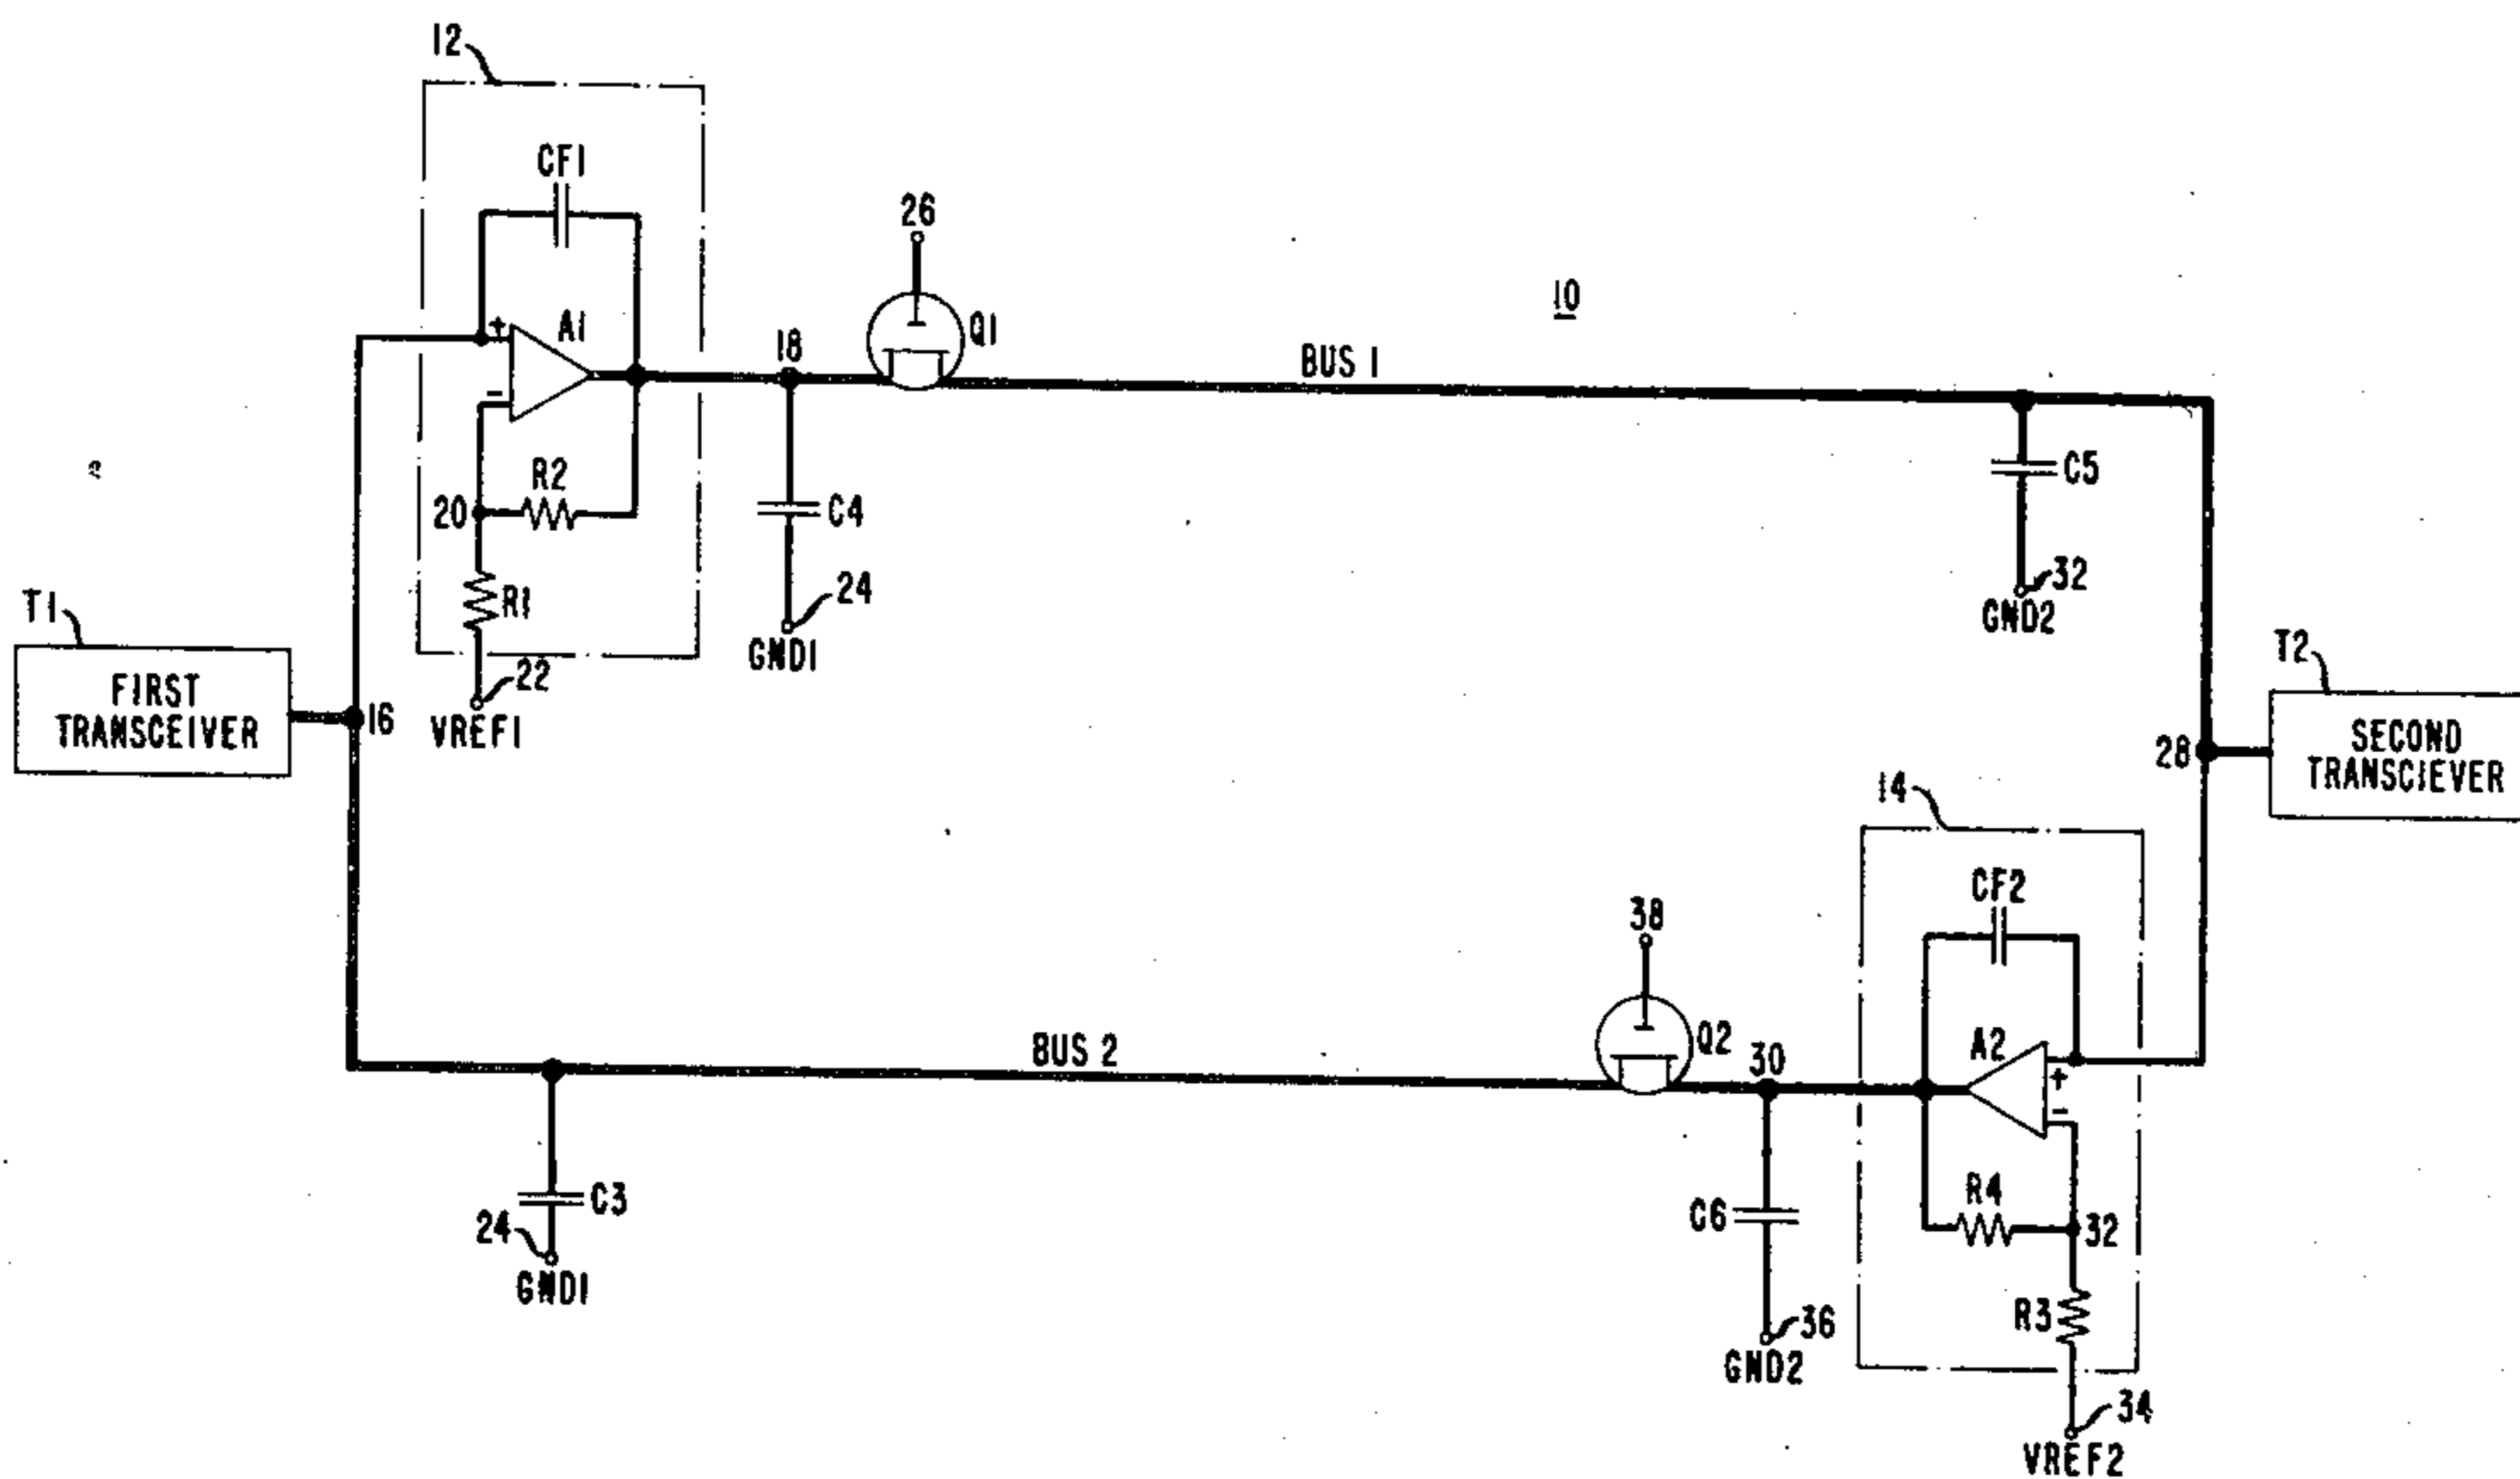 12
CF1
26
10
+
A1
Q1
18
BUS 1
-
C5
R2
20
C4
32
24
R1
GND2
T1
GND1
T2
22
FIRST
TRANSCEIVER
16
VREF1
SECOND
TRANSCIEVER
28
14
CF2
38
Q2
A2
30
BUS 2
+
-
R4
C3
C6
24
32
GND1
R3
36
GND2
34
VREF2